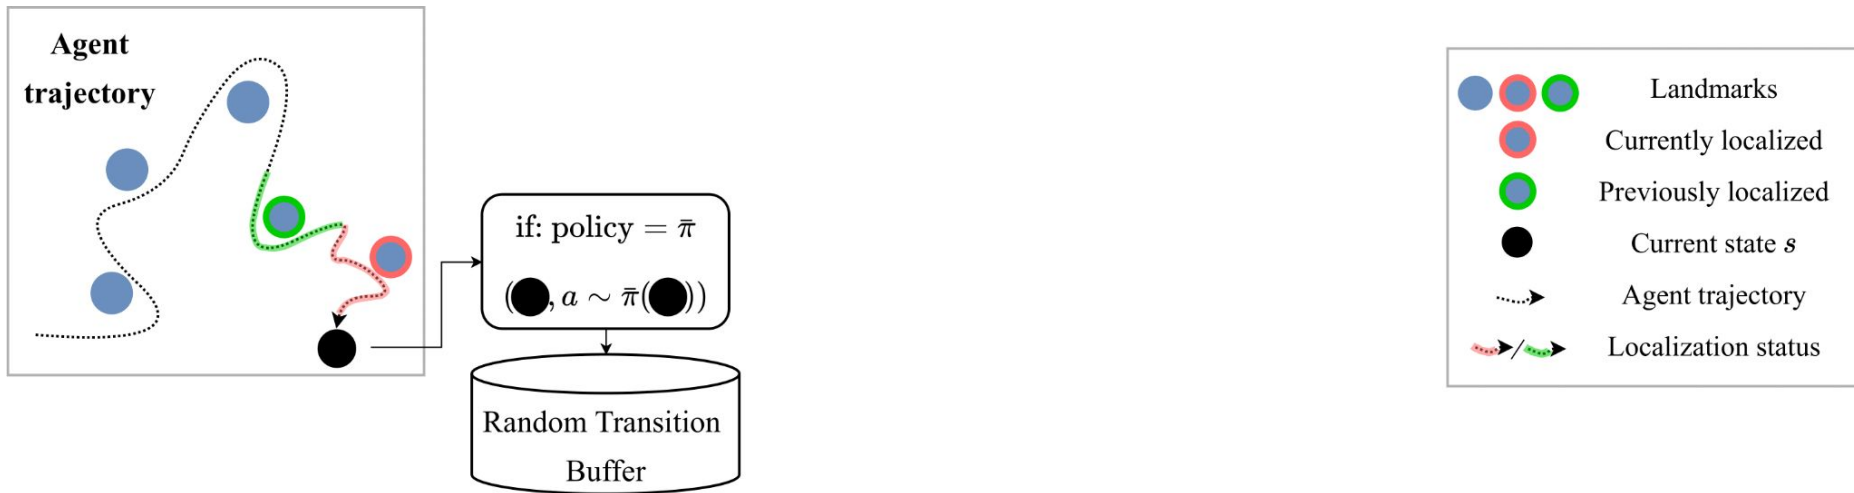 Agent
trajectory
if: policy = π̄
(⬤, a ∼ π̄(⬤))
Random Transition
Buffer
Landmarks
Currently localized
Previously localized
Current state s
Agent trajectory
/
Localization status